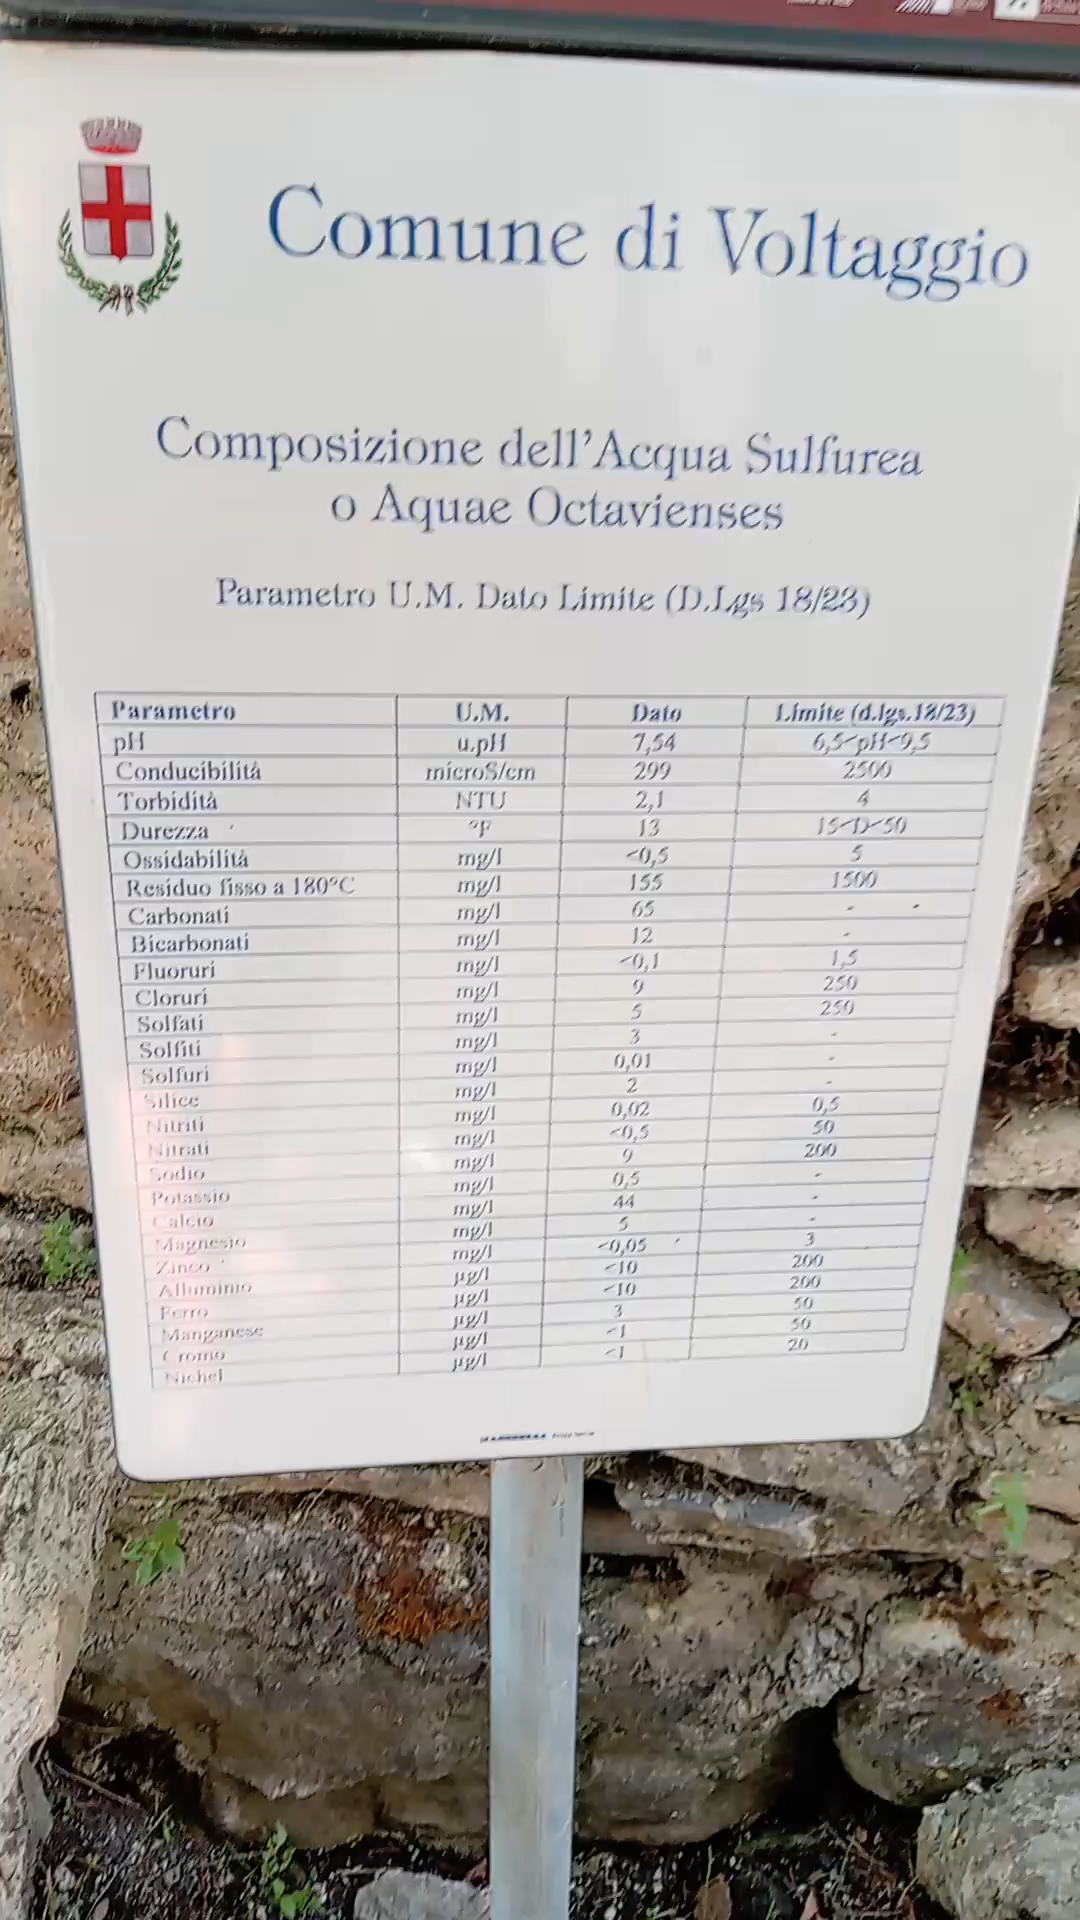 Comune di Voltaggio
Composizione dell'Acqua Sulfurea
o Aquae Octavienses
Parametro U.M. Dato Limite (D.Lgs 18/23)
Parametro U.M. Dato Limite (d.lgs.18/23)
pH u.pH 7,54 6,5<pH<9,5
Conducibilità microS/cm 299 2500
Torbidità NTU 2,1 4
Durezza °F 13 15<D<50
Ossidabilità mg/l <0,5 5
Residuo fisso a 180°C mg/l 155 1500
Carbonati mg/l 65 -
Bicarbonati mg/l 12 -
Fluoruri mg/l <0,1 1,5
Cloruri mg/l 9 250
Solfati mg/l 5 250
Solfiti mg/l 3 -
Solfuri mg/l 0,01 -
Silice mg/l 2 -
Nitriti mg/l 0,02 0,5
Nitrati mg/l <0,5 50
Sodio mg/l 9 200
Potassio mg/l 0,5 -
Calcio mg/l 44 -
Magnesio mg/l 5 -
Zinco mg/l <0,05 3
Alluminio µg/l <10 200
Ferro µg/l <10 200
Manganese µg/l 3 50
Cromo µg/l <1 50
Nichel µg/l <1 20